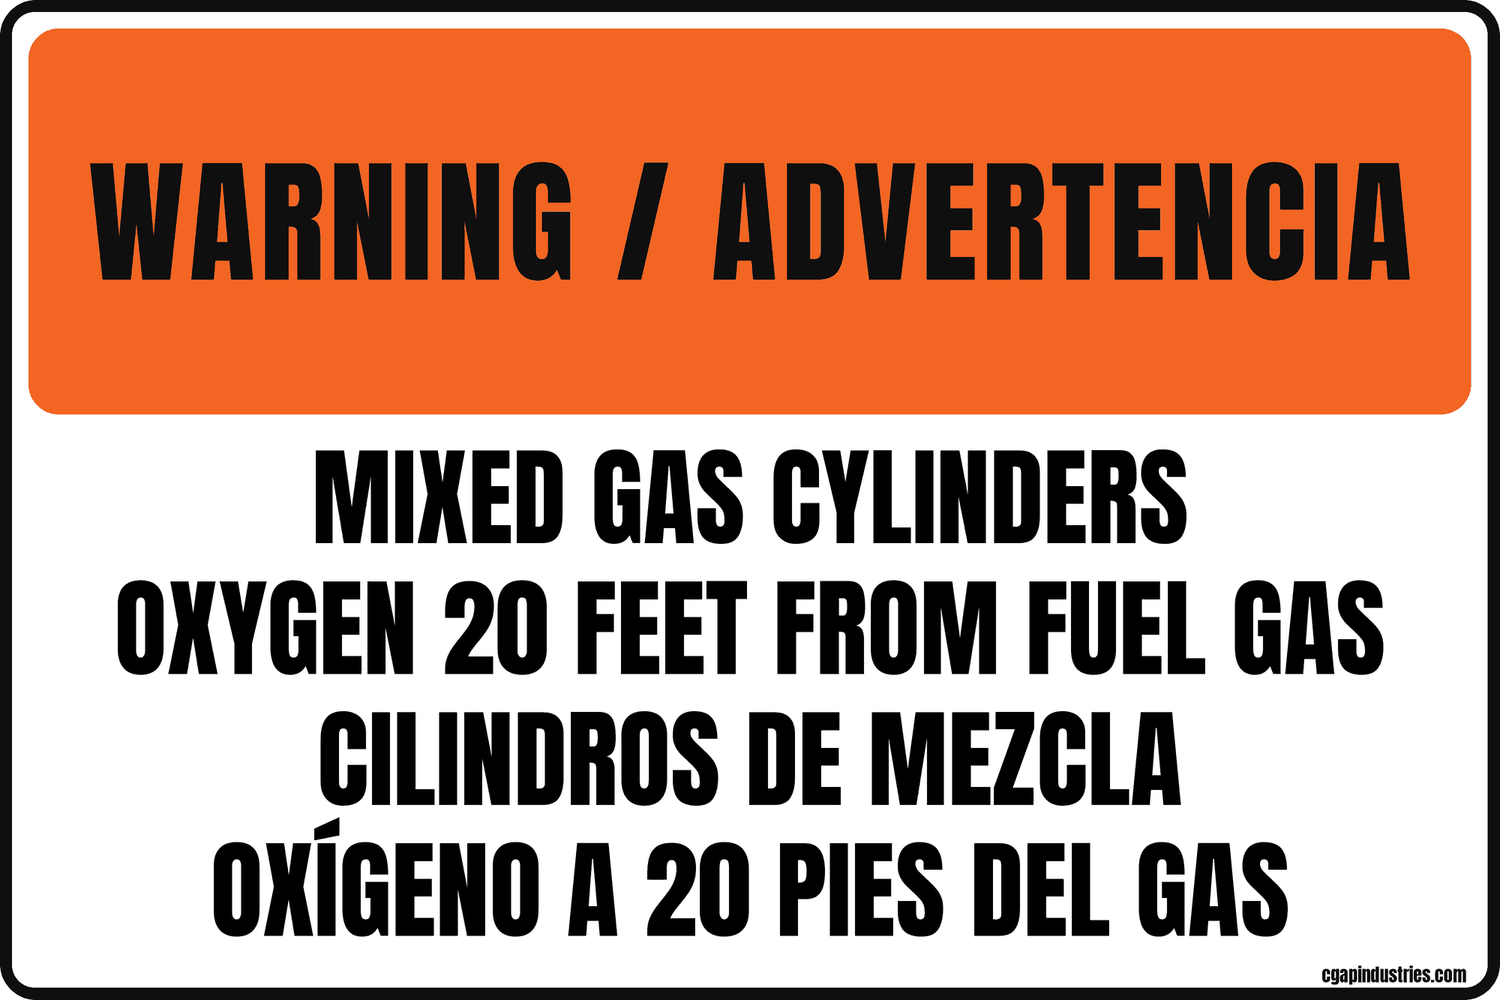 WARNING / ADVERTENCIA
MIXED GAS CYLINDERS
OXYGEN 20 FEET FROM FUEL GAS
CILINDROS DE MEZCLA
OXÍGENO A 20 PIES DEL GAS
cgapindustries.com